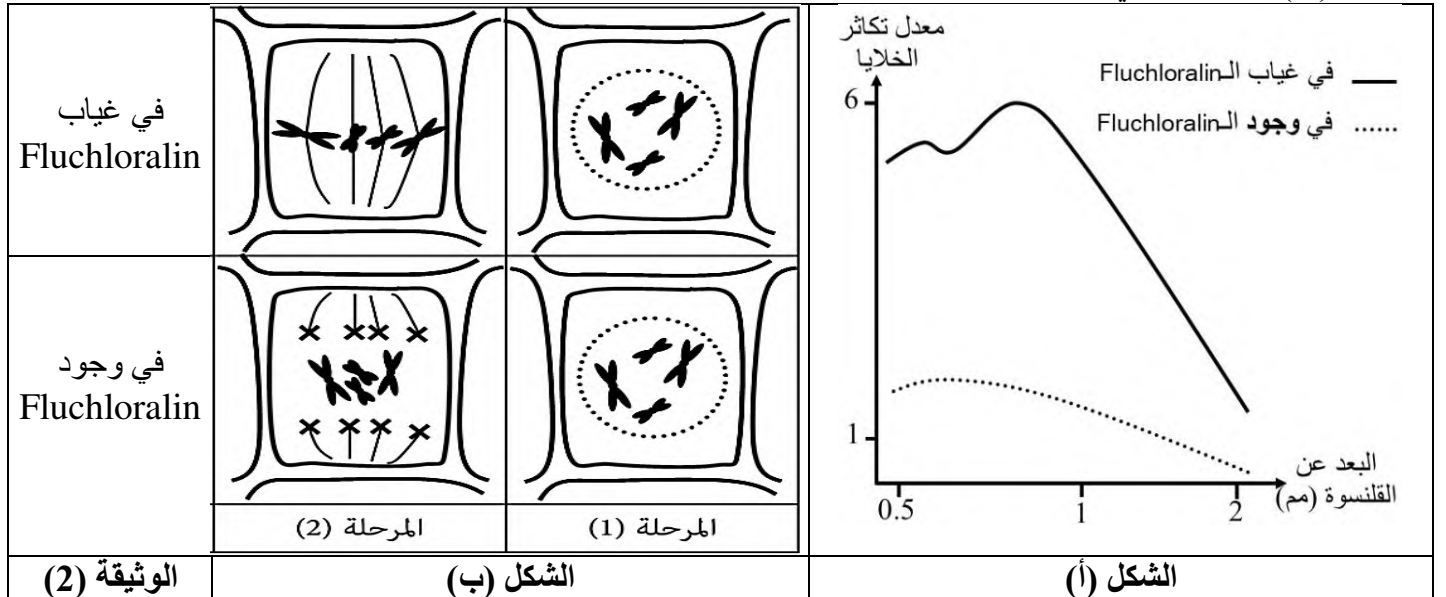 معدل تكاثر
الخلايا
في غياب الـFluchloralin
في وجود الـFluchloralin
6
1
0.5
1
2
البعد عن
القلنسوة (مم)
في غياب
Fluchloralin
في وجود
Fluchloralin
المرحلة (1)
المرحلة (2)
الشكل (أ)
الشكل (ب)
الوثيقة (2)